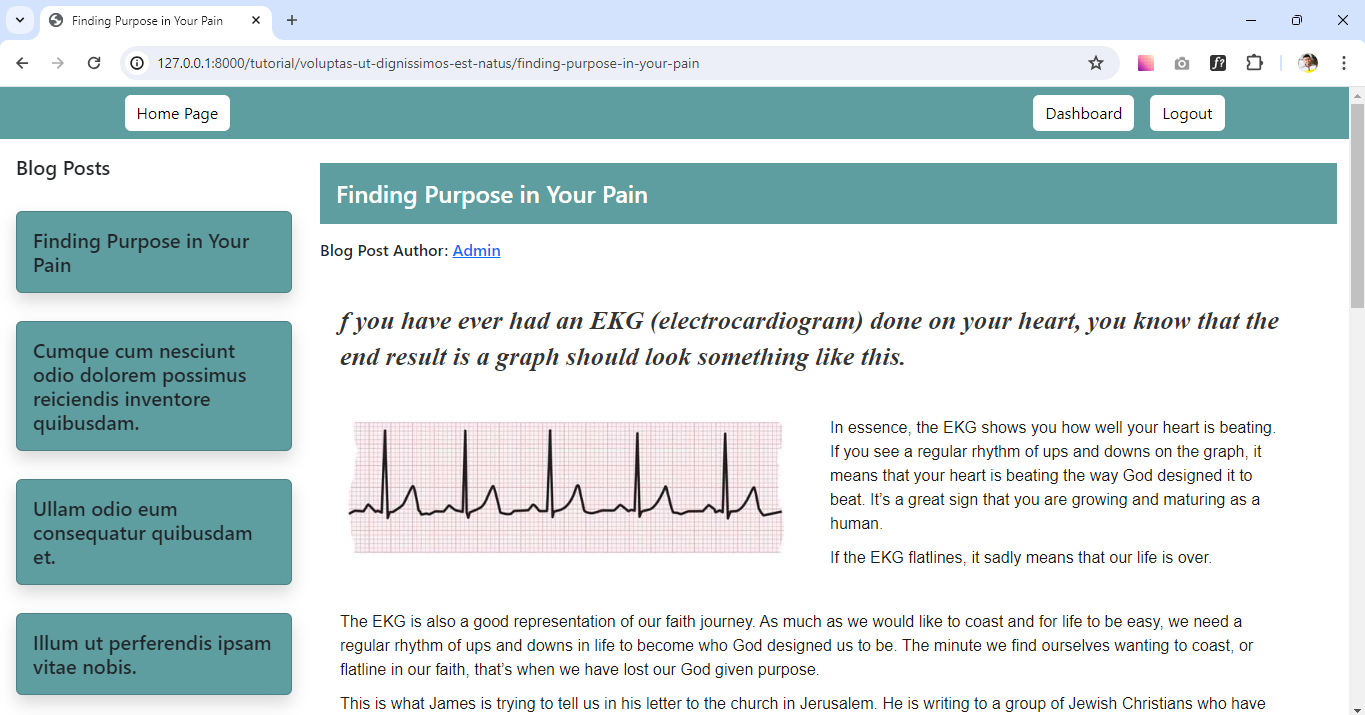 Finding Purpose in Your Pain
127.0.0.1:8000/tutorial/voluptas-ut-dignissimos-est-natus/finding-purpose-in-your-pain
f?
Home Page
Dashboard
Logout
Blog Posts
Finding Purpose in Your
Pain
Cumque cum nesciunt
odio dolorem possimus
reiciendis inventore
quibusdam.
Ullam odio eum
consequatur quibusdam
et.
Illum ut perferendis ipsam
vitae nobis.
Finding Purpose in Your Pain
Blog Post Author: Admin
f you have ever had an EKG (electrocardiogram) done on your heart, you know that the
end result is a graph should look something like this.
In essence, the EKG shows you how well your heart is beating.
If you see a regular rhythm of ups and downs on the graph, it
means that your heart is beating the way God designed it to
beat. It’s a great sign that you are growing and maturing as a
human.
If the EKG flatlines, it sadly means that our life is over.
The EKG is also a good representation of our faith journey. As much as we would like to coast and for life to be easy, we need a
regular rhythm of ups and downs in life to become who God designed us to be. The minute we find ourselves wanting to coast, or
flatline in our faith, that’s when we have lost our God given purpose.
This is what James is trying to tell us in his letter to the church in Jerusalem. He is writing to a group of Jewish Christians who have